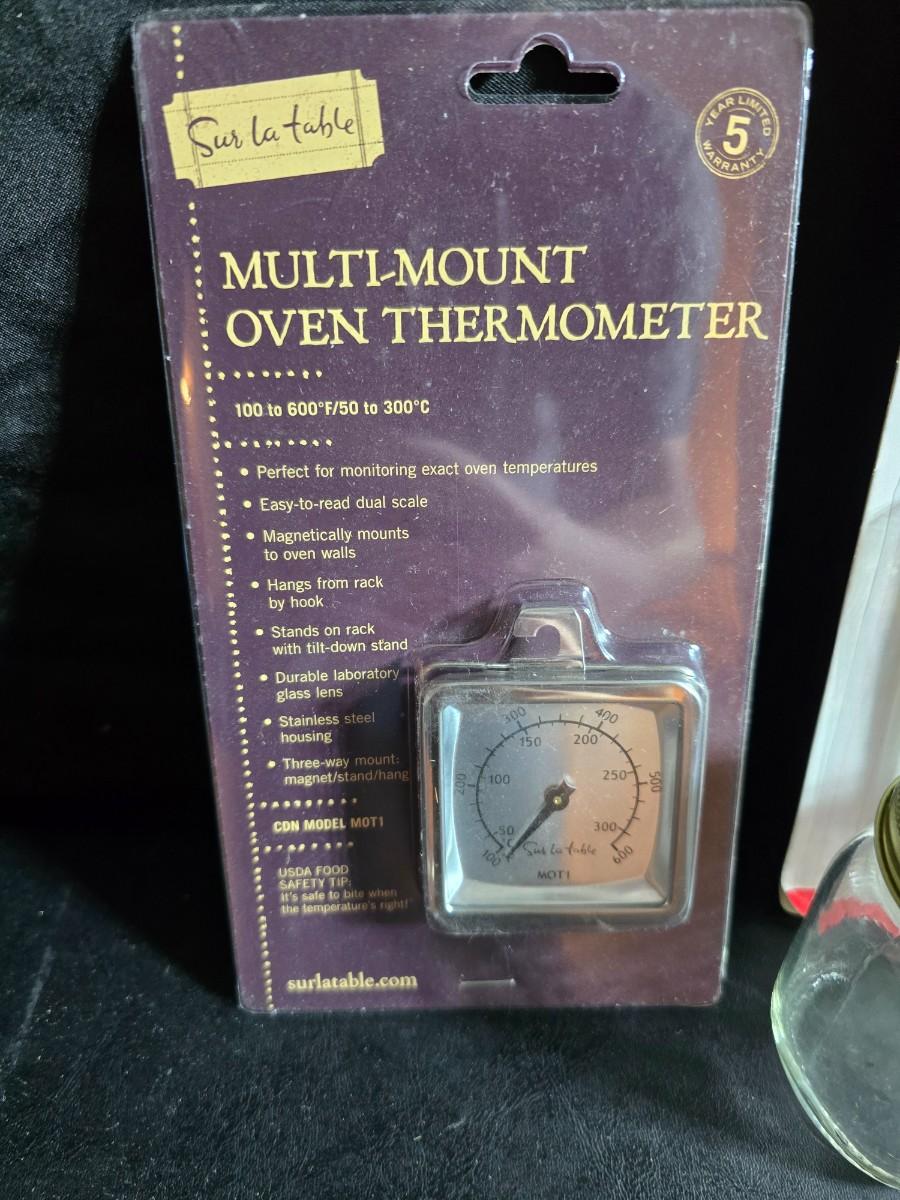 Sur la table
5 YEAR LIMITED WARRANTY
MULTI-MOUNT
OVEN THERMOMETER
100 to 600°F/50 to 300°C
• Perfect for monitoring exact oven temperatures
• Easy-to-read dual scale
• Magnetically mounts
to oven walls
• Hangs from rack
by hook
• Stands on rack
with tilt-down stand
• Durable laboratory
glass lens
• Stainless steel
housing
• Three-way mount:
magnet/stand/hang
CDN MODEL MOT1
USDA FOOD
SAFETY TIP:
it's safe to bite when
the temperature's right!
surlatable.com
300 400
150 200
200 100 250 500
50 300
°C
100 600
Sur la table
MOT1